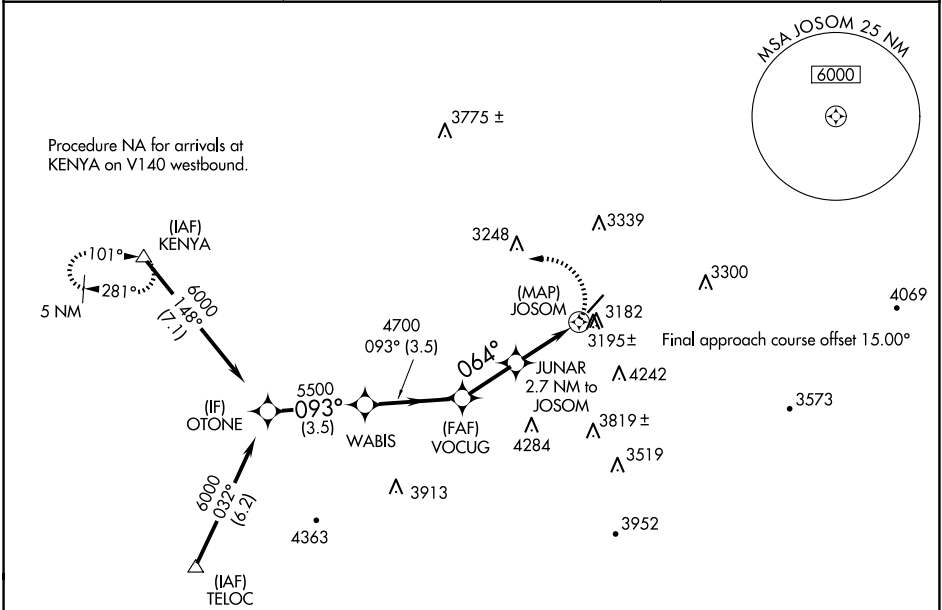 MSA JOSOM 25 NM
6000
3775 ±
Procedure NA for arrivals at
KENYA on V140 westbound.
(IAF)
KENYA
101°
281°
5 NM
6000
148°
(7.1)
3248
3339
3300
4069
(MAP)
JOSOM
3182
3195±
Final approach course offset 15.00°
4700
093° (3.5)
064°
JUNAR
2.7 NM to
JOSOM
4242
3573
(IF)
OTONE
5500
093°
(3.5)
WABIS
(FAF)
VOCUG
4284
3819 ±
3519
3913
4363
3952
6000
032°
(6.2)
(IAF)
TELOC